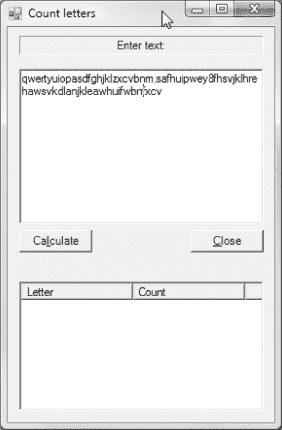 Count letters
Enter text:
qwertyuiopasdfghjklzxcvbnm,safhuipwey8fhsvjklhre
hawsvkdlanjkleawhuifwbn;xcv
Calculate Close
Letter Count